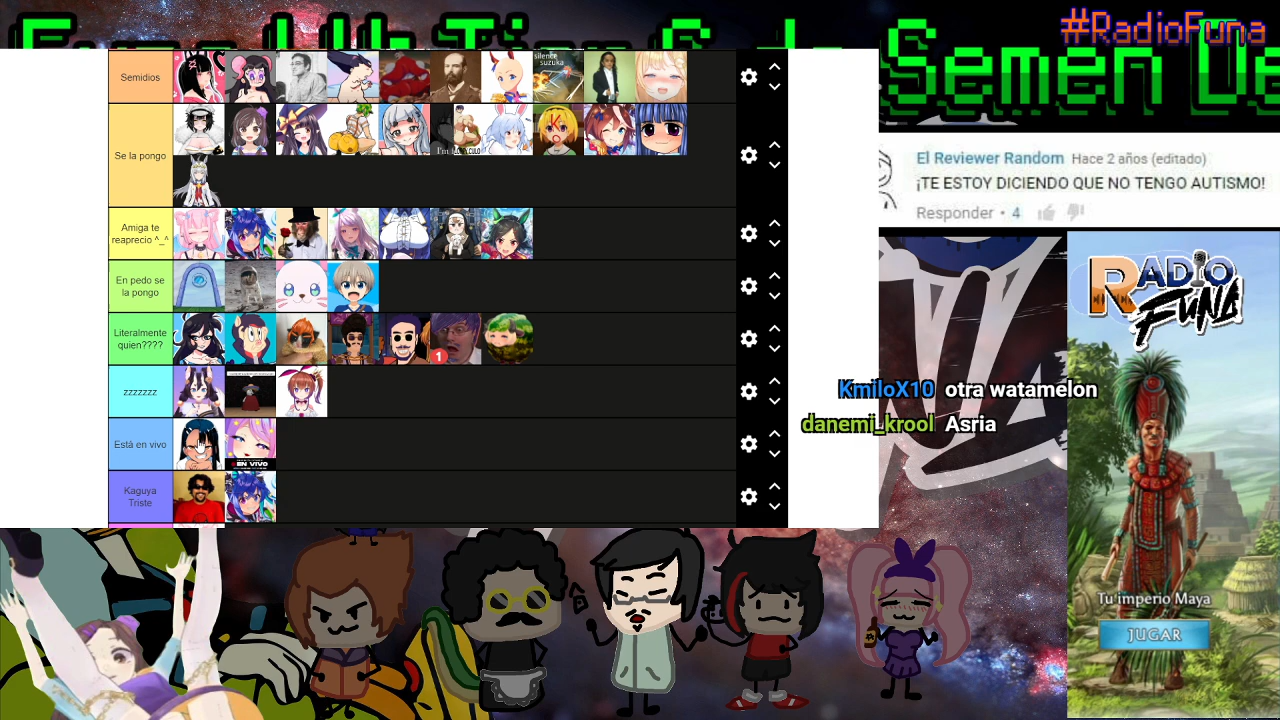 #RadioFuna
Semen De
Semidios
silence
suzuka
Se la pongo
Amiga te
reaprecio ^_^
En pedo se
la pongo
Literalmente
quien????
1
zzzzzzz
Está en vivo
EN VIVO
Kaguya
Triste
El Reviewer Random Hace 2 años (editado)
¡TE ESTOY DICIENDO QUE NO TENGO AUTISMO!
Responder • 4
RADIO
FUNA
KmiloX10 otra watamelon
danemi_krool Asria
Tu imperio Maya
JUGAR